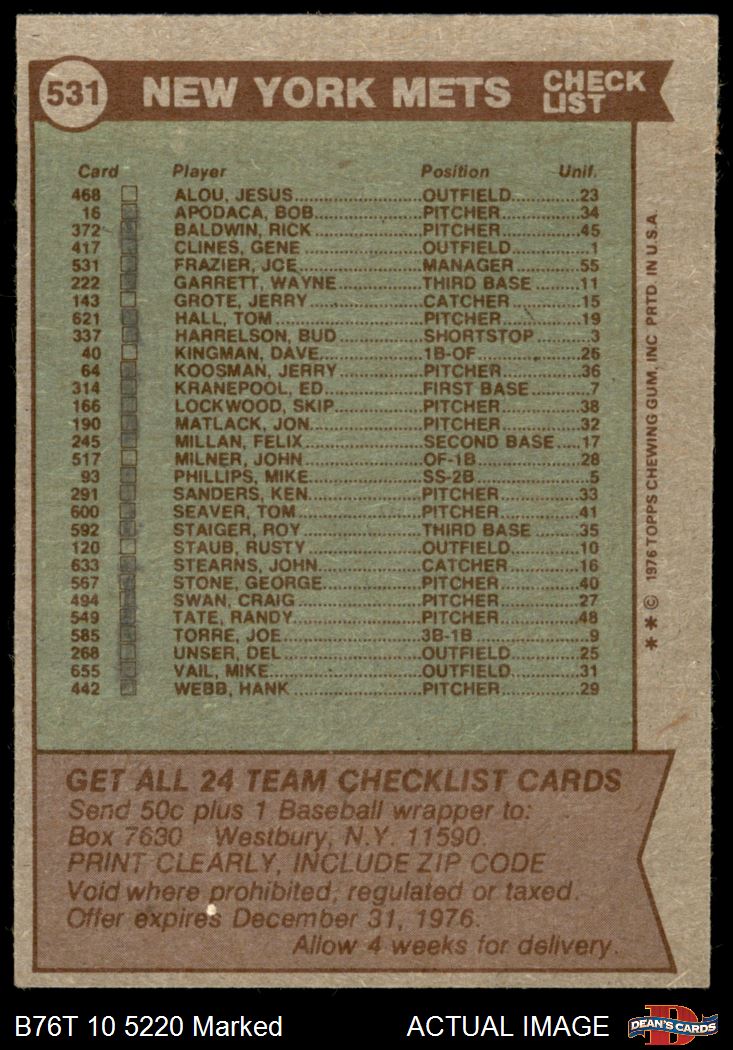 531 NEW YORK METS CHECK LIST
Card Player Position Unif.
468 ALOU, JESUS OUTFIELD 23
16 APODACA, BOB PITCHER 34
372 BALDWIN, RICK PITCHER 45
417 CLINES, GENE OUTFIELD 1
531 FRAZIER, JOE MANAGER 55
222 GARRETT, WAYNE THIRD BASE 11
143 GROTE, JERRY CATCHER 15
621 HALL, TOM PITCHER 19
337 HARRELSON, BUD SHORTSTOP 3
40 KINGMAN, DAVE 1B-OF 26
64 KOOSMAN, JERRY PITCHER 36
314 KRANEPOOL, ED FIRST BASE 7
166 LOCKWOOD, SKIP PITCHER 38
190 MATLACK, JON PITCHER 32
245 MILLAN, FELIX SECOND BASE 17
517 MILNER, JOHN OF-1B 28
93 PHILLIPS, MIKE SS-2B 5
291 SANDERS, KEN PITCHER 33
600 SEAVER, TOM PITCHER 41
592 STAIGER, ROY THIRD BASE 35
120 STAUB, RUSTY OUTFIELD 10
633 STEARNS, JOHN CATCHER 16
567 STONE, GEORGE PITCHER 40
494 SWAN, CRAIG PITCHER 27
549 TATE, RANDY PITCHER 48
585 TORRE, JOE 3B-1B 9
268 UNSER, DEL OUTFIELD 25
655 VAIL, MIKE OUTFIELD 31
442 WEBB, HANK PITCHER 29
* * © 1976 TOPPS CHEWING GUM, INC PRTD. IN U.S.A.
GET ALL 24 TEAM CHECKLIST CARDS
Send 50c plus 1 Baseball wrapper to:
Box 7630 Westbury, N.Y. 11590.
PRINT CLEARLY, INCLUDE ZIP CODE
Void where prohibited, regulated or taxed.
Offer expires December 31, 1976.
Allow 4 weeks for delivery.
B76T 10 5220 Marked ACTUAL IMAGE D DEAN'S CARDS